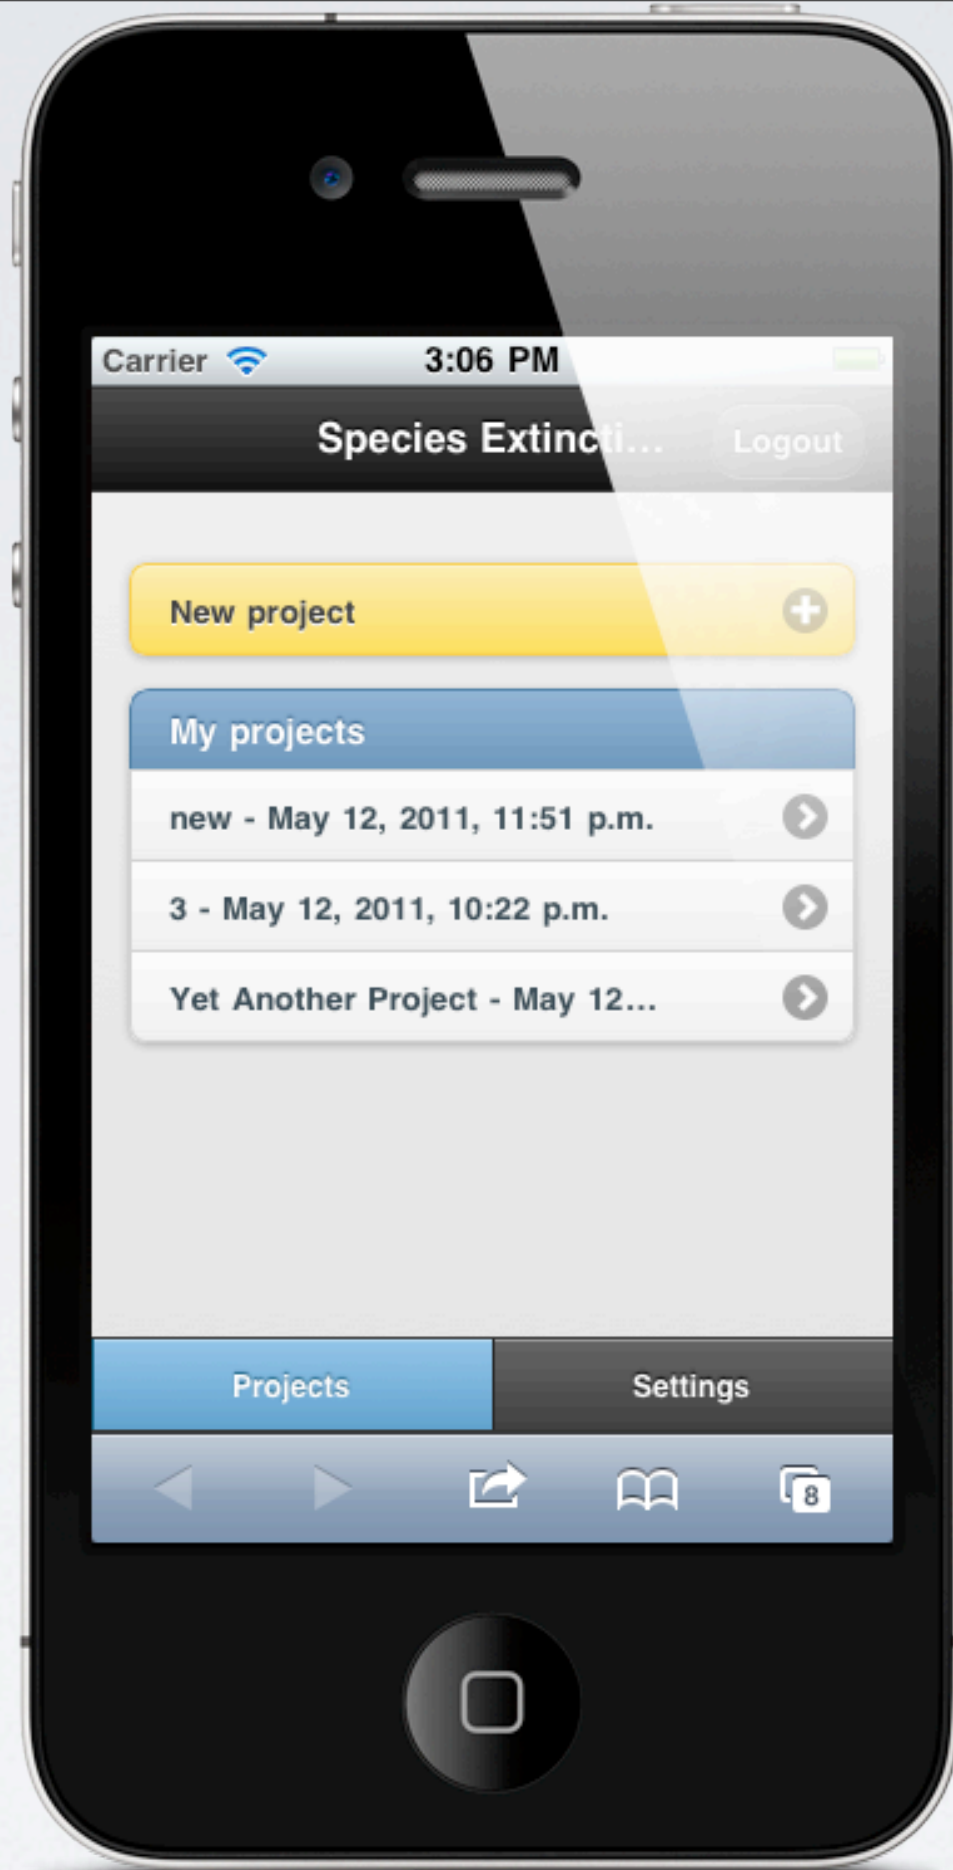 Carrier 3:06 PM
Species Extincti... Logout
New project
My projects
new - May 12, 2011, 11:51 p.m.
3 - May 12, 2011, 10:22 p.m.
Yet Another Project - May 12...
Projects Settings
8